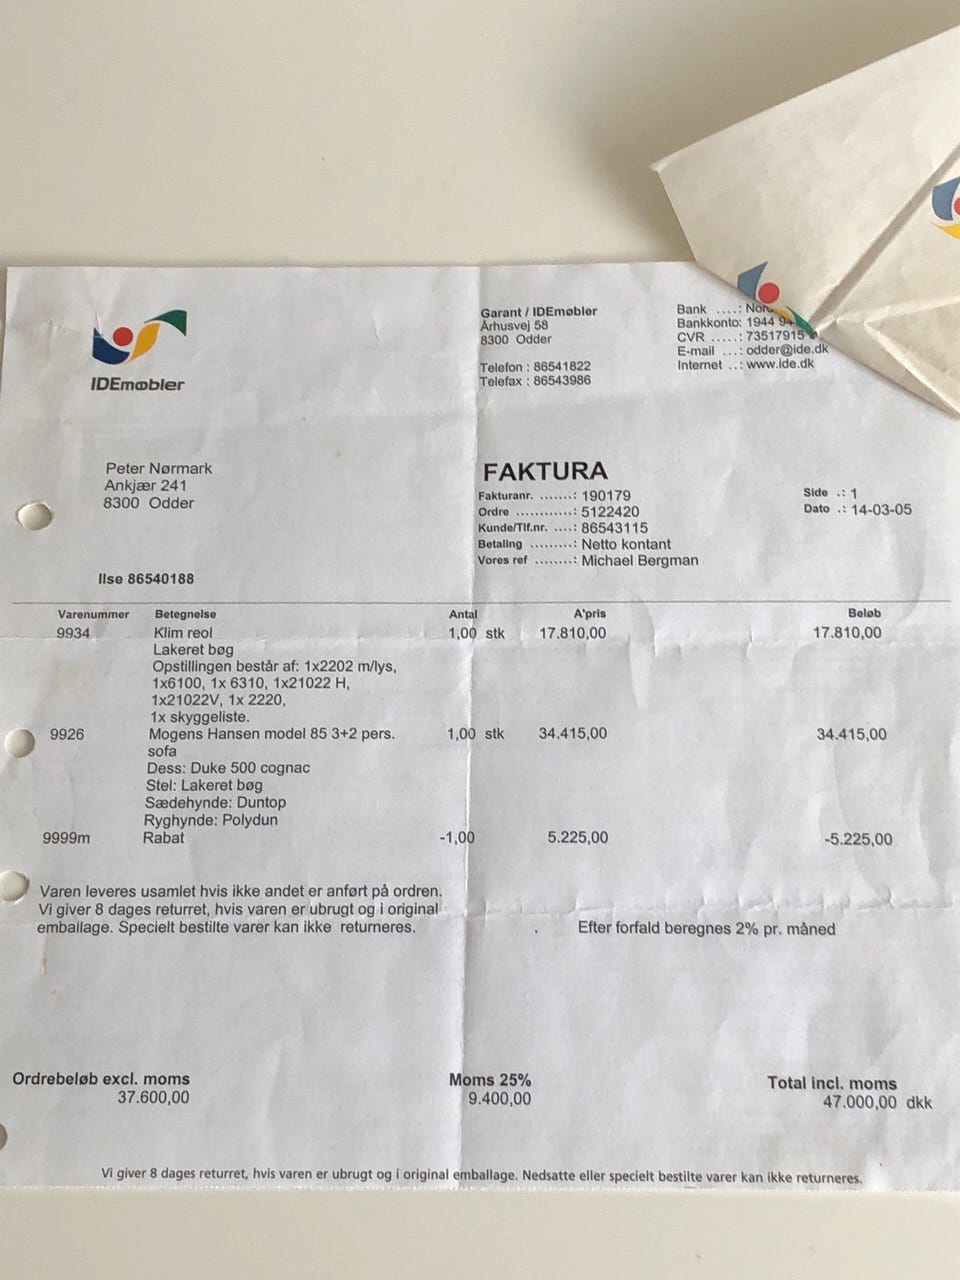 IDEmøbler
Garant / IDEmøbler
Århusvej 58
8300 Odder
Telefon : 86541822
Telefax : 86543986
Bank ....:
Bankkonto: 1944
CVR .....: 73517915
E-mail ...: odder@ide.dk
Internet ..: www.ide.dk
Peter Nørmark
Ankjær 241
8300 Odder
Ilse 86540188
FAKTURA
Fakturanr. .......: 190179
Ordre ............: 5122420
Kunde/Tlf.nr. ....: 86543115
Betaling .........: Netto kontant
Vores ref ........: Michael Bergman
Side .: 1
Dato .: 14-03-05
Varenummer Betegnelse Antal A'pris Beløb
9934 Klim reol 1,00 stk 17.810,00 17.810,00
Lakeret bøg
Opstillingen består af: 1x2202 m/lys,
1x6100, 1x 6310, 1x21022 H,
1x21022V, 1x 2220,
1x skyggeliste.
9926 Mogens Hansen model 85 3+2 pers. 1,00 stk 34.415,00 34.415,00
sofa
Dess: Duke 500 cognac
Stel: Lakeret bøg
Sædehynde: Duntop
Ryghynde: Polydun
9999m Rabat -1,00 5.225,00 -5.225,00
Varen leveres usamlet hvis ikke andet er anført på ordren.
Vi giver 8 dages returret, hvis varen er ubrugt og i original
emballage. Specielt bestilte varer kan ikke returneres.
Efter forfald beregnes 2% pr. måned
Ordrebeløb excl. moms Moms 25% Total incl. moms
37.600,00 9.400,00 47.000,00 dkk
Vi giver 8 dages returret, hvis varen er ubrugt og i original emballage. Nedsatte eller specielt bestilte varer kan ikke returneres.